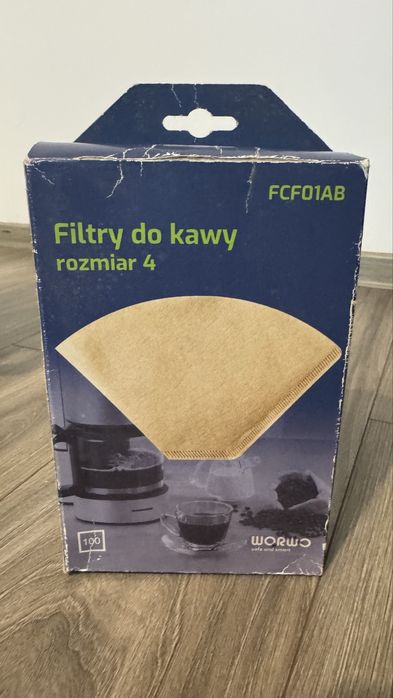 FCF01AB
Filtry do kawy
rozmiar 4
100
WORWO
safe and smart